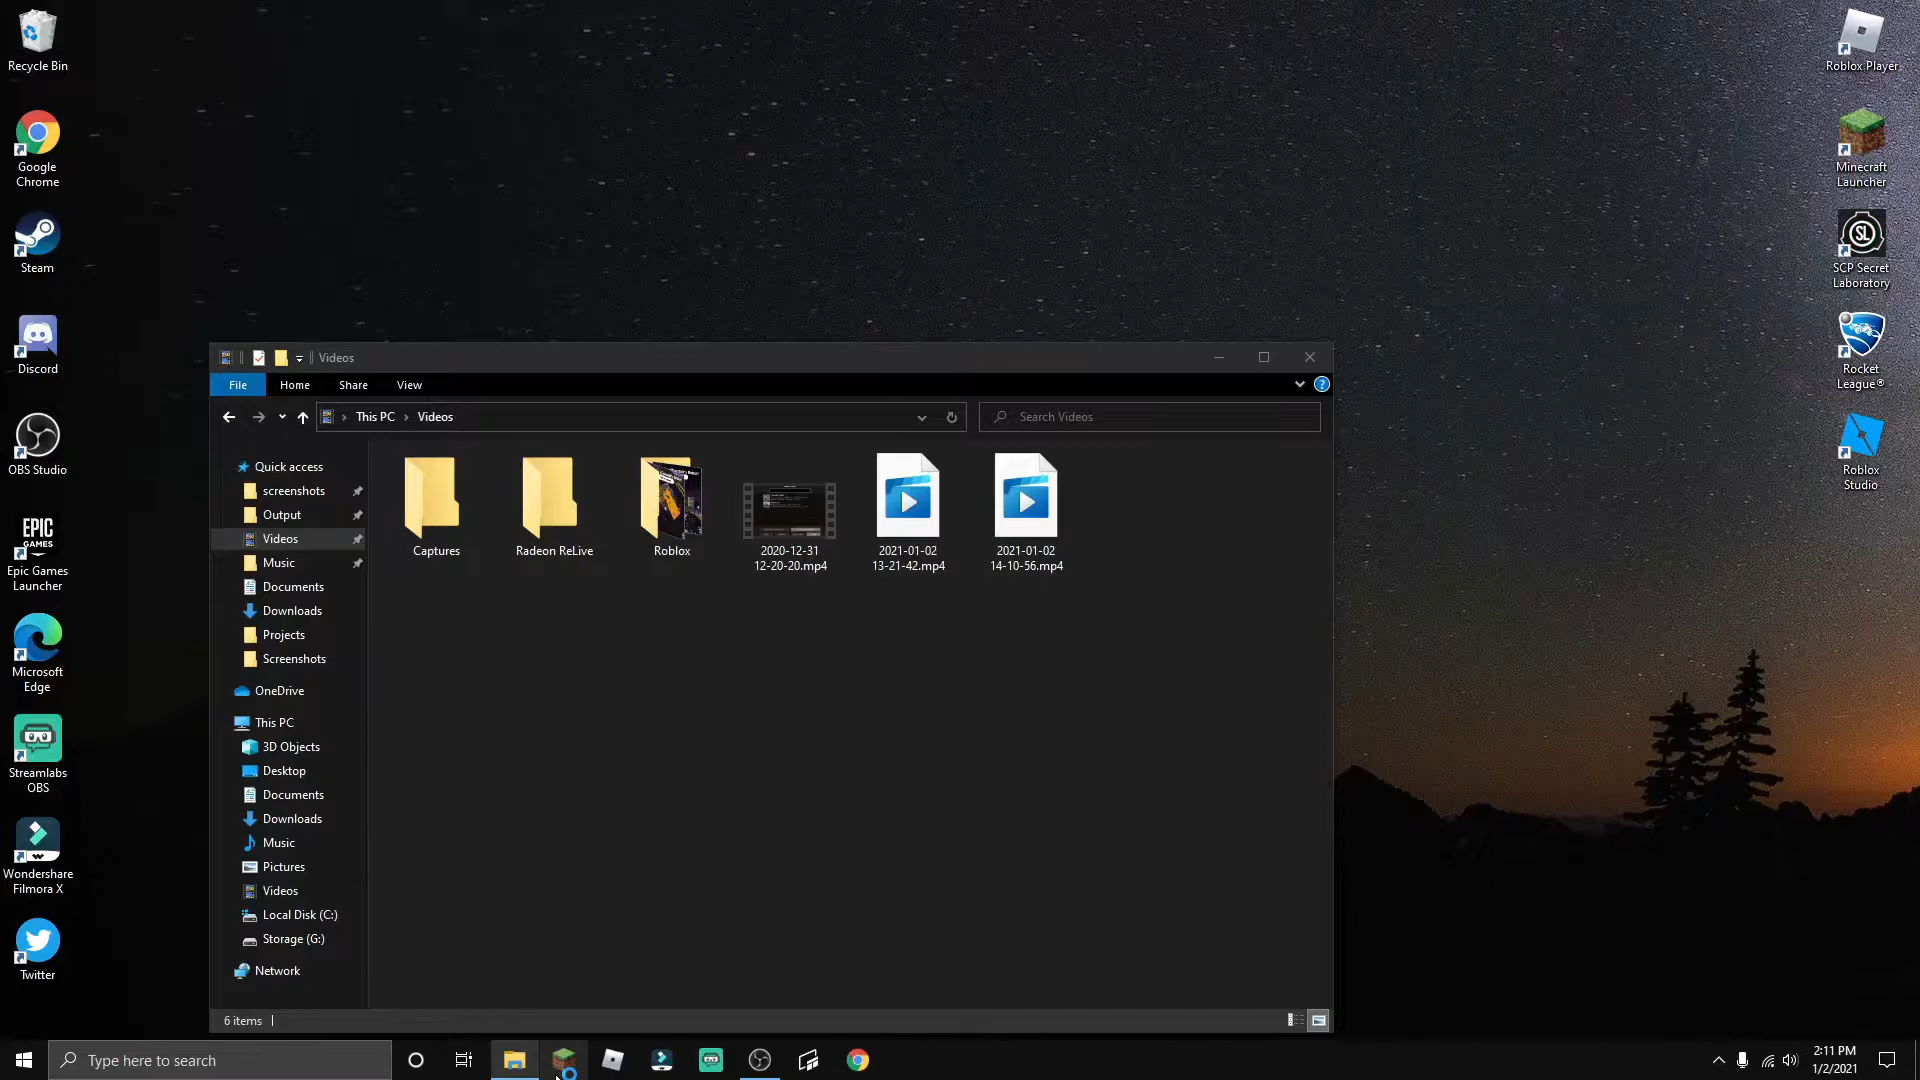 Recycle Bin
Google
Chrome
Steam
Discord
OBS Studio
EPIC
GAMES
Epic Games
Launcher
Microsoft
Edge
Streamlabs
OBS
Wondershare
Filmora X
Twitter
Roblox Player
Minecraft
Launcher
SL
SCP Secret
Laboratory
Rocket
League®
Roblox
Studio
Videos
File Home Share View
This PC Videos
Search Videos
Quick access
screenshots
Output
Videos
Music
Documents
Downloads
Projects
Screenshots
OneDrive
This PC
3D Objects
Desktop
Documents
Downloads
Music
Pictures
Videos
Local Disk (C:)
Storage (G:)
Network
Captures
Radeon ReLive
Roblox
2020-12-31
12-20-20.mp4
2021-01-02
13-21-42.mp4
2021-01-02
14-10-56.mp4
6 items
Type here to search
2:11 PM
1/2/2021